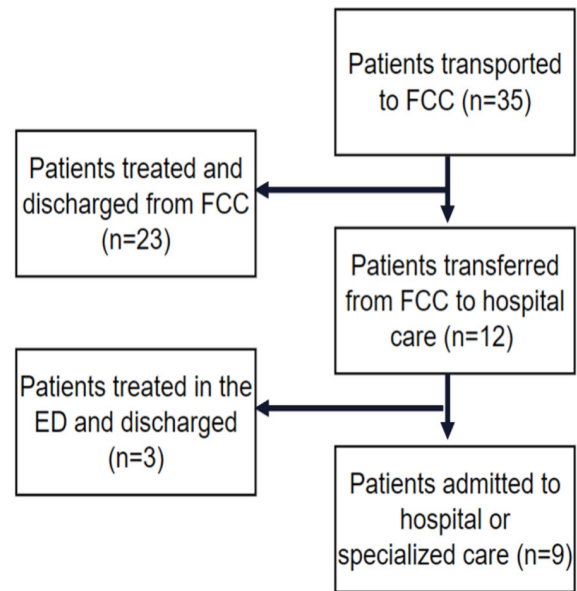 Patients transported
to FCC (n=35)
Patients treated and
discharged from FCC
(n=23)
Patients transferred
from FCC to hospital
care (n=12)
Patients treated in the
ED and discharged
(n=3)
Patients admitted to
hospital or
specialized care (n=9)